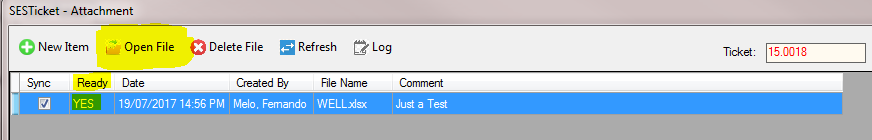 SESTicket - Attachment
New Item Open File Delete File Refresh Log Ticket: 15.0018
Sync Ready Date Created By File Name Comment
YES 19/07/2017 14:56 PM Melo, Fernando WELL.xlsx Just a Test